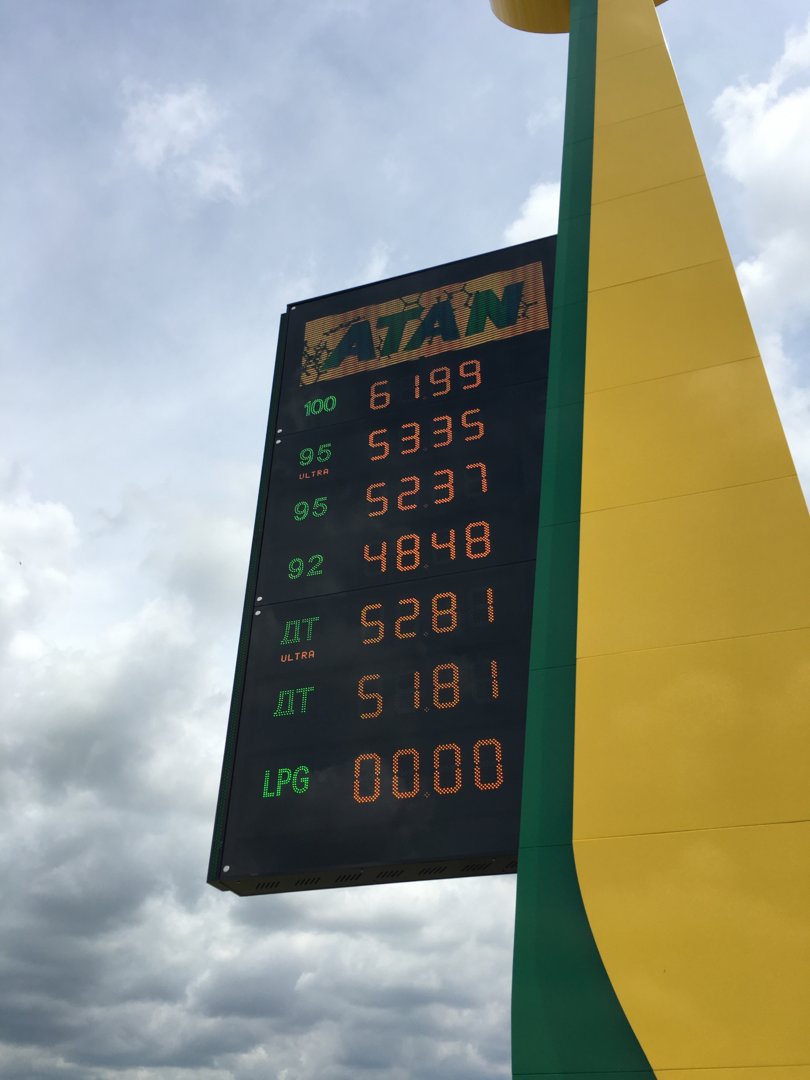 ATAN
100 61.99
95 53.35
ULTRA
95 52.37
92 48.48
ДТ 52.81
ULTRA
ДТ 51.81
LPG 00.00